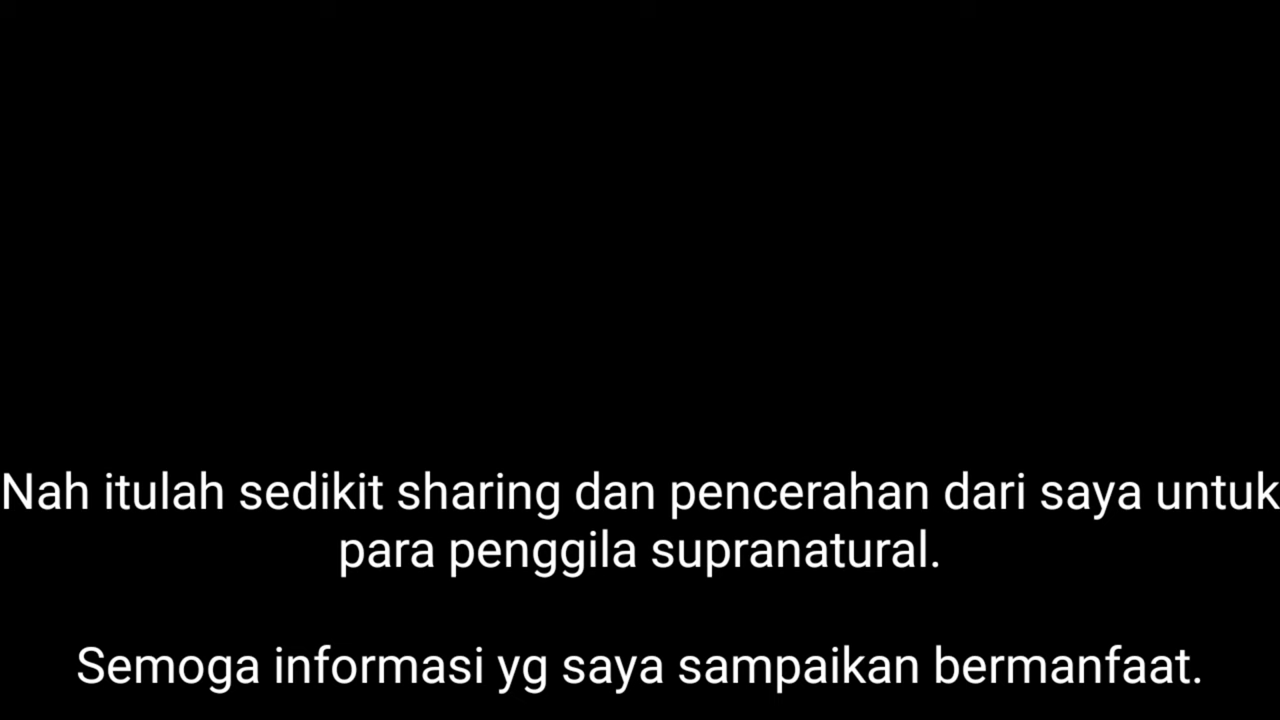 Nah itulah sedikit sharing dan pencerahan dari saya untuk
para penggila supranatural.
Semoga informasi yg saya sampaikan bermanfaat.